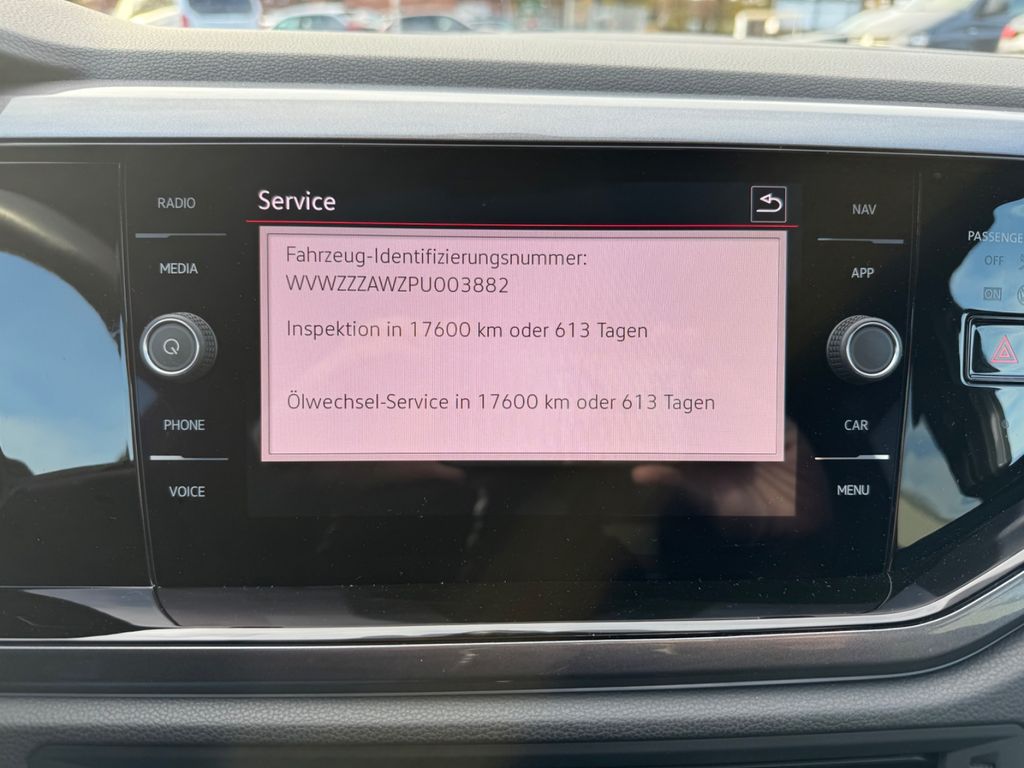 RADIO
MEDIA
PHONE
VOICE
Service
Fahrzeug-Identifizierungsnummer:
WVWZZZAWZPU003882
Inspektion in 17600 km oder 613 Tagen
Ölwechsel-Service in 17600 km oder 613 Tagen
NAV
APP
CAR
MENU
PASSENGE
OFF
ON